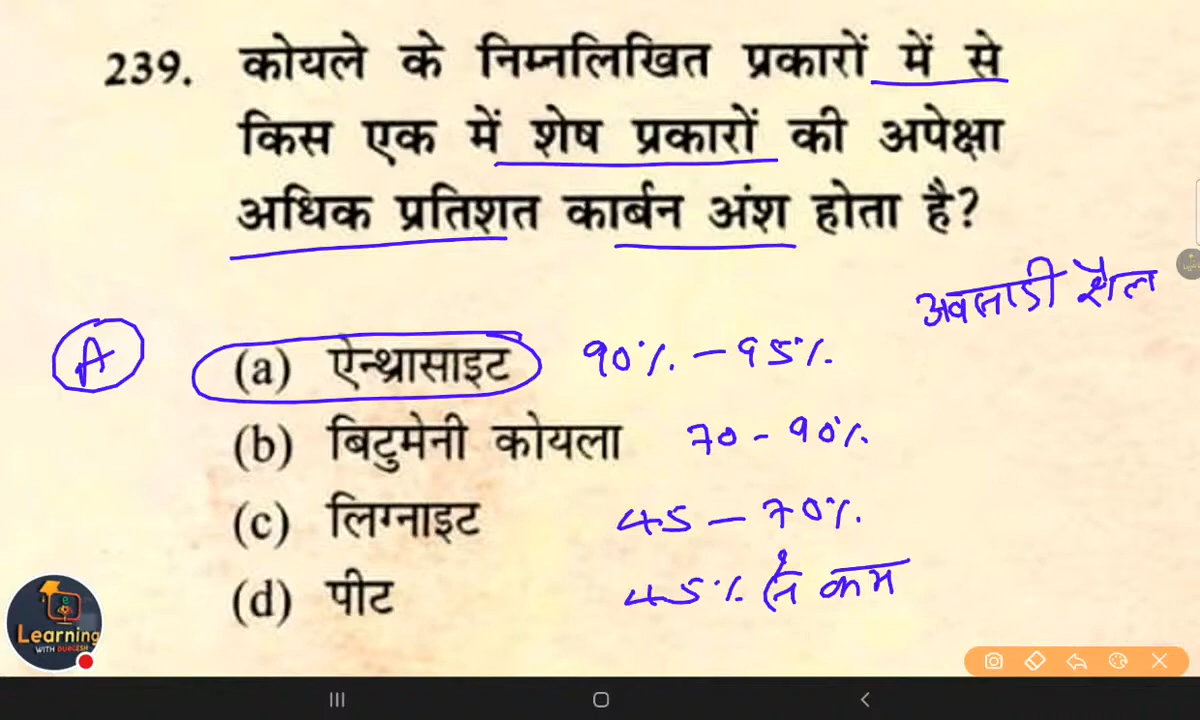 239. कोयले के निम्नलिखित प्रकारों में से
किस एक में शेष प्रकारों की अपेक्षा
अधिक प्रतिशत कार्बन अंश होता है?
अवसादी शैल
A (a) ऐन्थ्रासाइट 90% - 95%
(b) बिटुमेनी कोयला 70 - 90%
(c) लिग्नाइट 45 - 70%
(d) पीट 45% से कम
Learning
WITH DURGESH